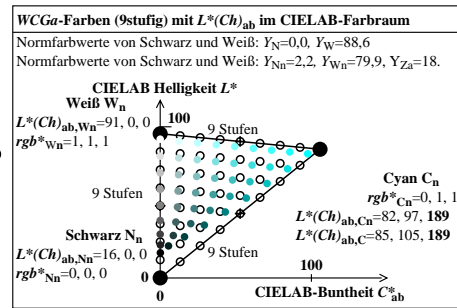 WCGa-Farben (9stufig) mit L*(Ch)ab im CIELAB-Farbraum
Normfarbwerte von Schwarz und Weiß: YN=0,0, YW=88,6
Normfarbwerte von Schwarz und Weiß: YNn=2,2, YWn=79,9, YZa=18.
CIELAB Helligkeit L*
Weiß Wn
100
L*(Ch)ab,Wn=91, 0, 0
rgb*Wn=1, 1, 1
9 Stufen
9 Stufen
Cyan Cn
rgb*Cn=0, 1, 1
L*(Ch)ab,Cn=82, 97, 189
L*(Ch)ab,C=85, 105, 189
Schwarz Nn
9 Stufen
L*(Ch)ab,Nn=16, 0, 0
rgb*Nn=0, 0, 0
0
0
100
CIELAB-Buntheit C*ab